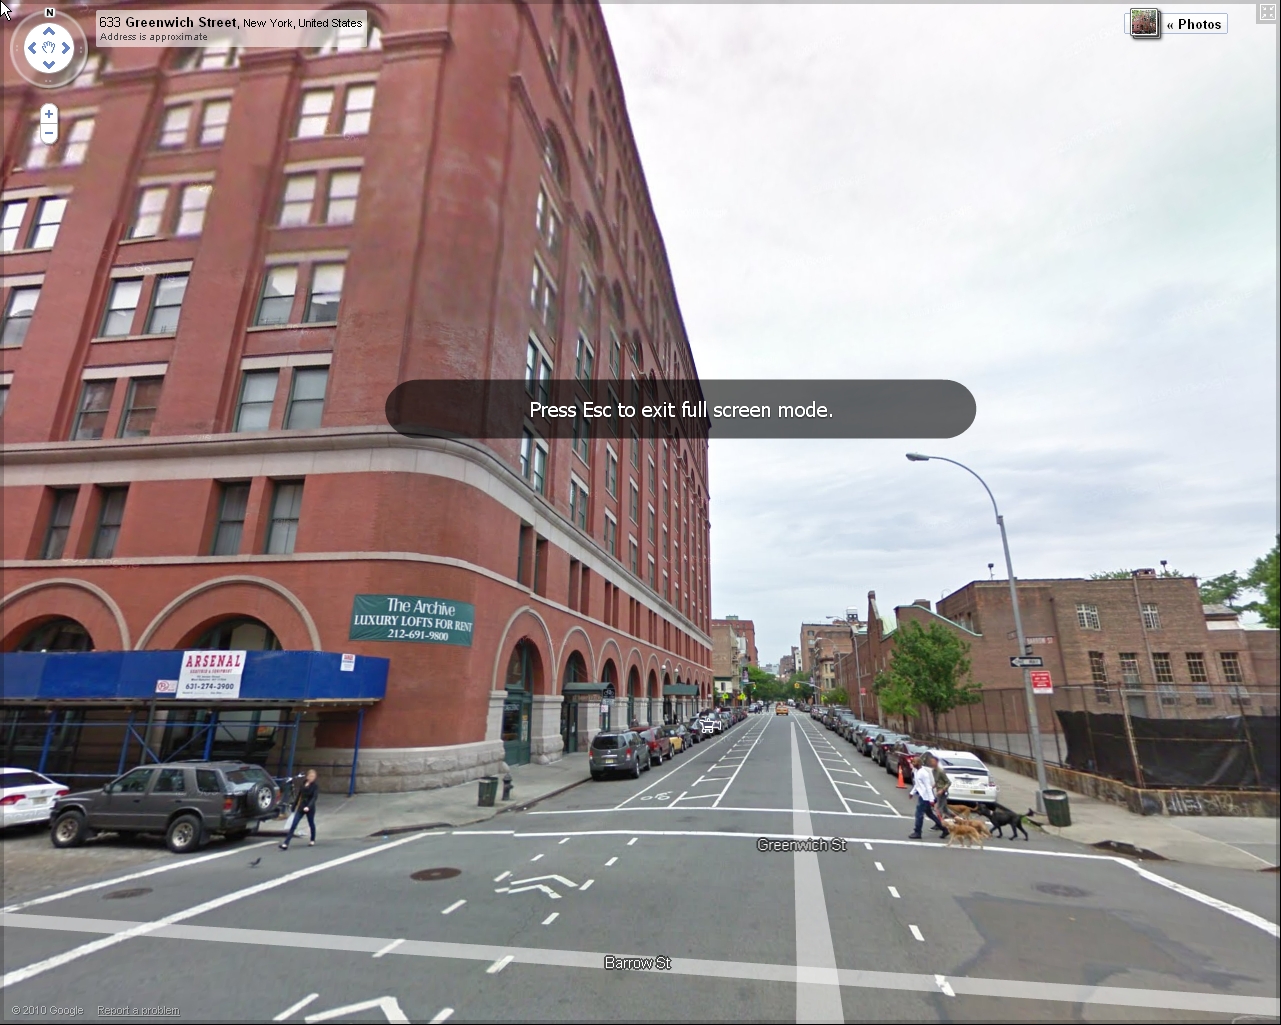 N
633 Greenwich Street, New York, United States
Address is approximate
« Photos
Press Esc to exit full screen mode.
The Archive
LUXURY LOFTS FOR RENT
212-691-9800
ARSENAL
631-274-3900
Greenwich St
Barrow St
© 2010 Google Report a problem